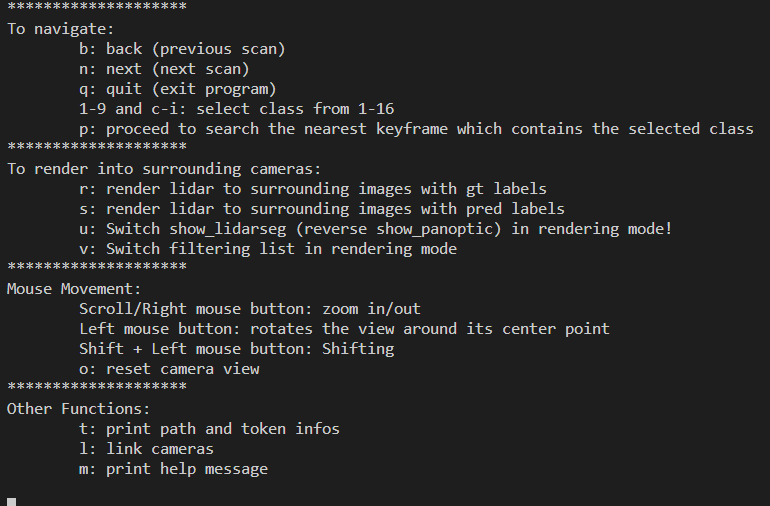 ********************
To navigate:
b: back (previous scan)
n: next (next scan)
q: quit (exit program)
1-9 and c-i: select class from 1-16
p: proceed to search the nearest keyframe which contains the selected class
********************
To render into surrounding cameras:
r: render lidar to surrounding images with gt labels
s: render lidar to surrounding images with pred labels
u: Switch show_lidarseg (reverse show_panoptic) in rendering mode!
v: Switch filtering list in rendering mode
********************
Mouse Movement:
Scroll/Right mouse button: zoom in/out
Left mouse button: rotates the view around its center point
Shift + Left mouse button: Shifting
o: reset camera view
********************
Other Functions:
t: print path and token infos
l: link cameras
m: print help message